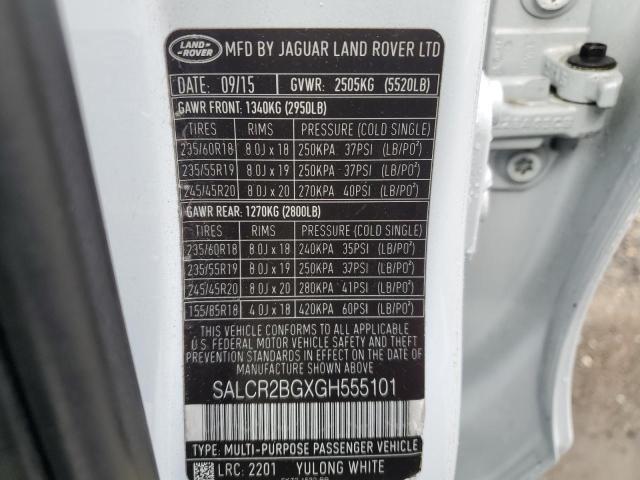 LAND-
ROVER
MFD BY JAGUAR LAND ROVER LTD
DATE: 09/15 GVWR: 2505KG (5520LB)
GAWR FRONT: 1340KG (2950LB)
TIRES RIMS PRESSURE (COLD SINGLE)
235/60R18 8.0J x 18 250KPA 37PSI (LB/PO²)
235/55R19 8.0J x 19 250KPA 37PSI (LB/PO²)
245/45R20 8.0J x 20 270KPA 40PSI (LB/PO²)
GAWR REAR: 1270KG (2800LB)
TIRES RIMS PRESSURE (COLD SINGLE)
235/60R18 8.0J x 18 240KPA 35PSI (LB/PO²)
235/55R19 8.0J x 19 250KPA 37PSI (LB/PO²)
245/45R20 8.0J x 20 280KPA 41PSI (LB/PO²)
155/85R18 4.0J x 18 420KPA 60PSI (LB/PO²)
THIS VEHICLE CONFORMS TO ALL APPLICABLE
U.S. FEDERAL MOTOR VEHICLE SAFETY AND THEFT
PREVENTION STANDARDS IN EFFECT ON THE
DATE OF MANUFACTURE SHOWN ABOVE
SALCR2BGXGH555101
TYPE: MULTI-PURPOSE PASSENGER VEHICLE
LRC: 2201 YULONG WHITE